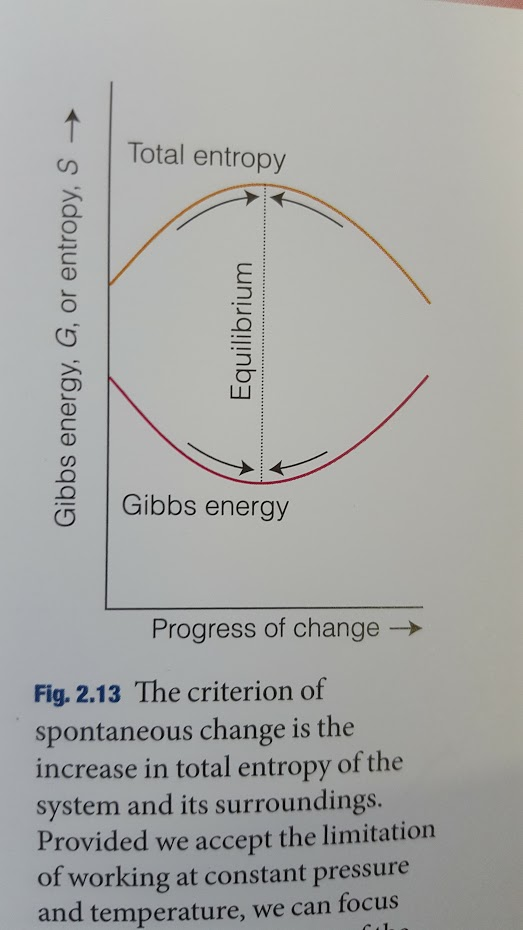 Gibbs energy, G, or entropy, S →
Total entropy
Equilibrium
Gibbs energy
Progress of change →
Fig. 2.13 The criterion of
spontaneous change is the
increase in total entropy of the
system and its surroundings.
Provided we accept the limitation
of working at constant pressure
and temperature, we can focus